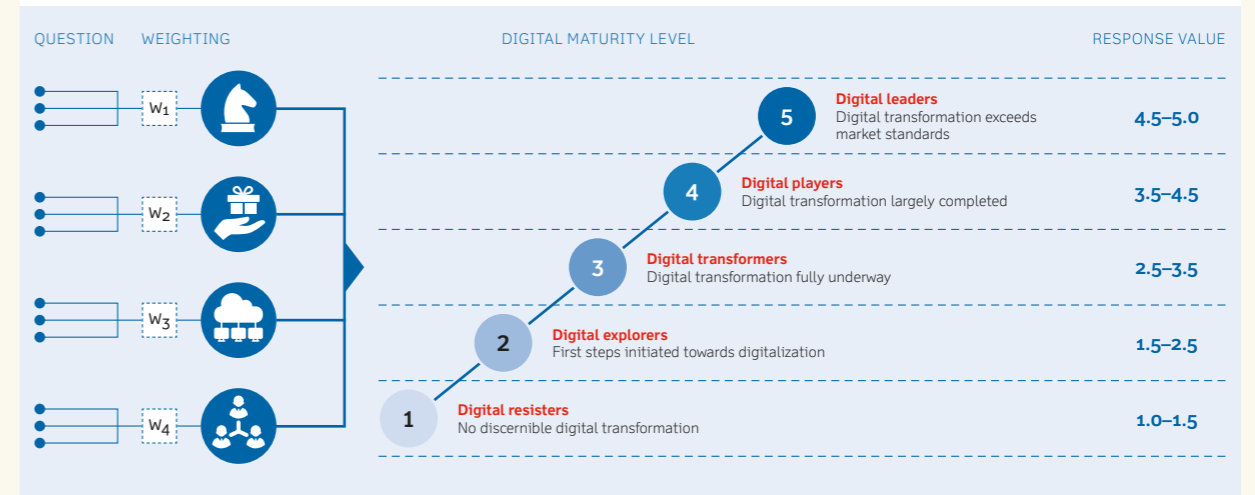 QUESTION WEIGHTING DIGITAL MATURITY LEVEL RESPONSE VALUE
W1
5
Digital leaders
Digital transformation exceeds
market standards
4.5–5.0
W2
4
Digital players
Digital transformation largely completed
3.5–4.5
3
Digital transformers
Digital transformation fully underway
2.5–3.5
W3
2
Digital explorers
First steps initiated towards digitalization
1.5–2.5
W4
1
Digital resisters
No discernible digital transformation
1.0–1.5